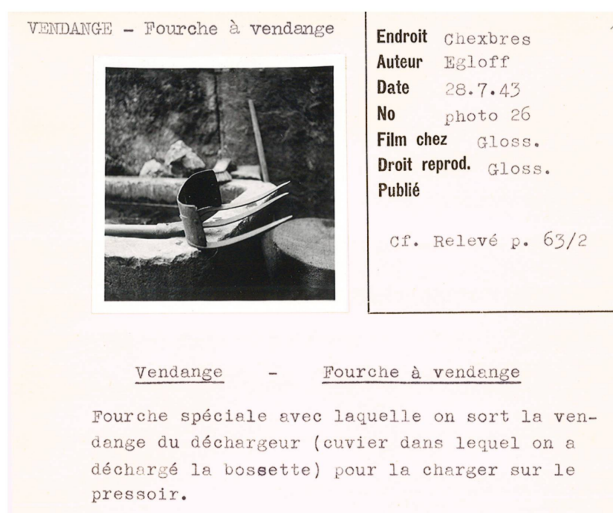 VENDANGE - Fourche à vendange
Endroit Chexbres
Auteur Egloff
Date 28.7.43
No photo 26
Film chez Gloss.
Droit reprod. Gloss.
Publié
Cf. Relevé p. 63/2
Vendange - Fourche à vendange
Fourche spéciale avec laquelle on sort la ven-
dange du déchargeur (cuvier dans lequel on a
déchargé la bossette) pour la charger sur le
pressoir.